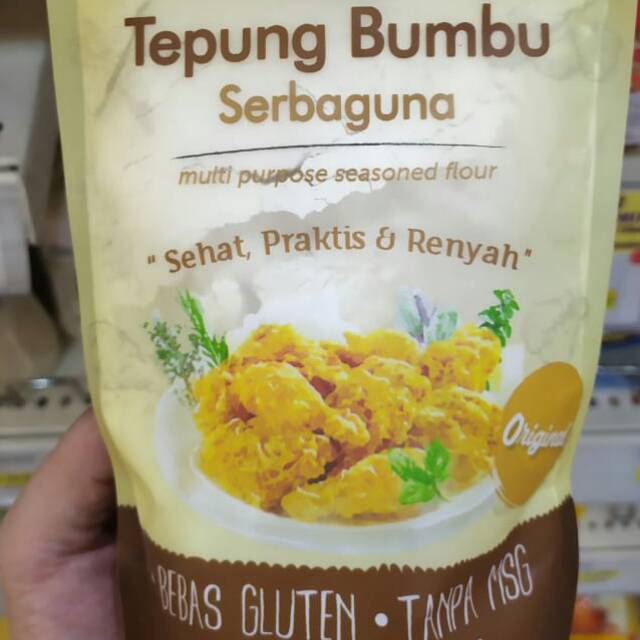 Tepung Bumbu
Serbaguna
multi purpose seasoned flour
" Sehat, Praktis & Renyah"
Original
BEBAS GLUTEN • TANPA MSG